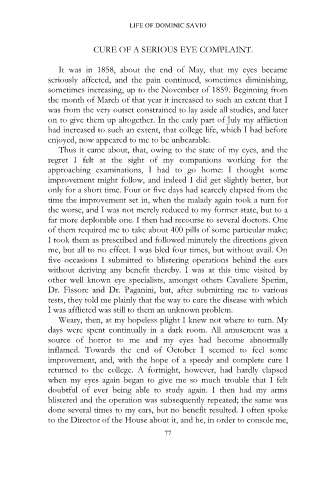 LIFE OF DOMINIC SAVIO
CURE OF A SERIOUS EYE COMPLAINT.
It was in 1858, about the end of May, that my eyes became
seriously affected, and the pain continued, sometimes diminishing,
sometimes increasing, up to the November of 1859. Beginning from
the month of March of that year it increased to such an extent that I
was from the very outset constrained to lay aside all studies, and later
on to give them up altogether. In the early part of July my affliction
had increased to such an extent, that college life, which I had before
enjoyed, now appeared to me to be unbearable.
Thus it came about, that, owing to the state of my eyes, and the
regret I felt at the sight of my companions working for the
approaching examinations, I had to go home: I thought some
improvement might follow, and indeed I did get slightly better, but
only for a short time. Four or five days had scarcely elapsed from the
time the improvement set in, when the malady again took a turn for
the worse, and I was not merely reduced to my former state, but to a
far more deplorable one. I then had recourse to several doctors. One
of them required me to take about 400 pills of some particular make;
I took them as prescribed and followed minutely the directions given
me, but all to no effect. I was bled four times, but without avail. On
five occasions I submitted to blistering operations behind the ears
without deriving any benefit thereby. I was at this time visited by
other well known eye specialists, amongst others Cavaliere Sperim,
Dr. Fissore and Dr. Paganini, but, after submitting me to various
tests, they told me plainly that the way to cure the disease with which
I was afflicted was still to them an unknown problem.
Weary, then, at my hopeless plight I knew not where to turn. My
days were spent continually in a dark room. All amusement was a
source of horror to me and my eyes had become abnormally
inflamed. Towards the end of October I seemed to feel some
improvement, and, with the hope of a speedy and complete cure I
returned to the college. A fortnight, however, had hardly elapsed
when my eyes again began to give me so much trouble that I felt
doubtful of ever being able to study again. I then had my arms
blistered and the operation was subsequently repeated; the same was
done several times to my ears, but no benefit resulted. I often spoke
to the Director of the House about it, and he, in order to console me,
77